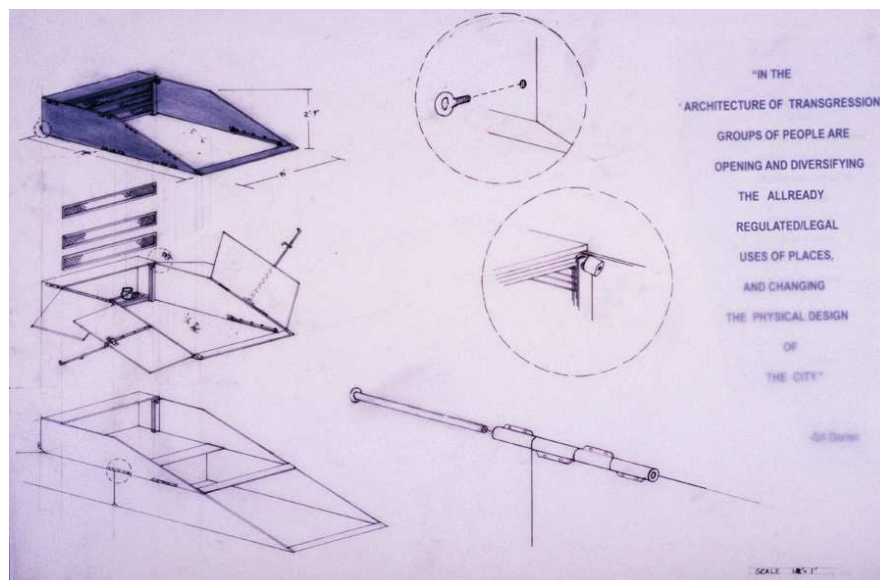 "IN THE
ARCHITECTURE OF TRANSGRESSION
GROUPS OF PEOPLE ARE
OPENING AND DIVERSIFYING
THE ALLREADY
REGULATED/LEGAL
USES OF PLACES,
AND CHANGING
THE PHYSICAL DESIGN
OF
THE CITY."
SCALE